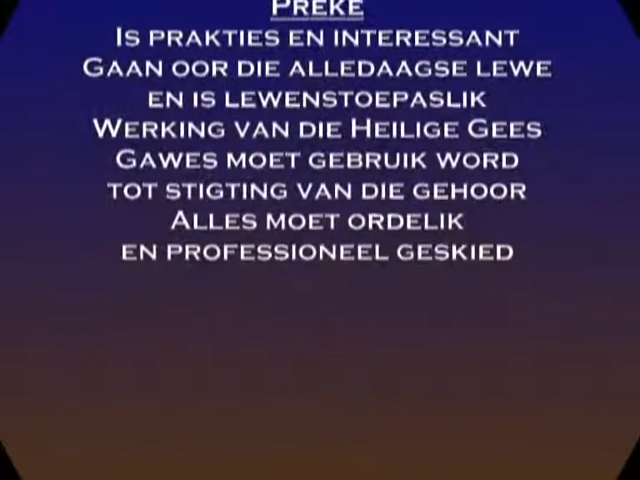 PREKE
IS PRAKTIES EN INTERESSANT
GAAN OOR DIE ALLEDAAGSE LEWE
EN IS LEWENSTOEPASLIK
WERKING VAN DIE HEILIGE GEES
GAWES MOET GEBRUIK WORD
TOT STIGTING VAN DIE GEHOOR
ALLES MOET ORDELIK
EN PROFESSIONEEL GESKIED